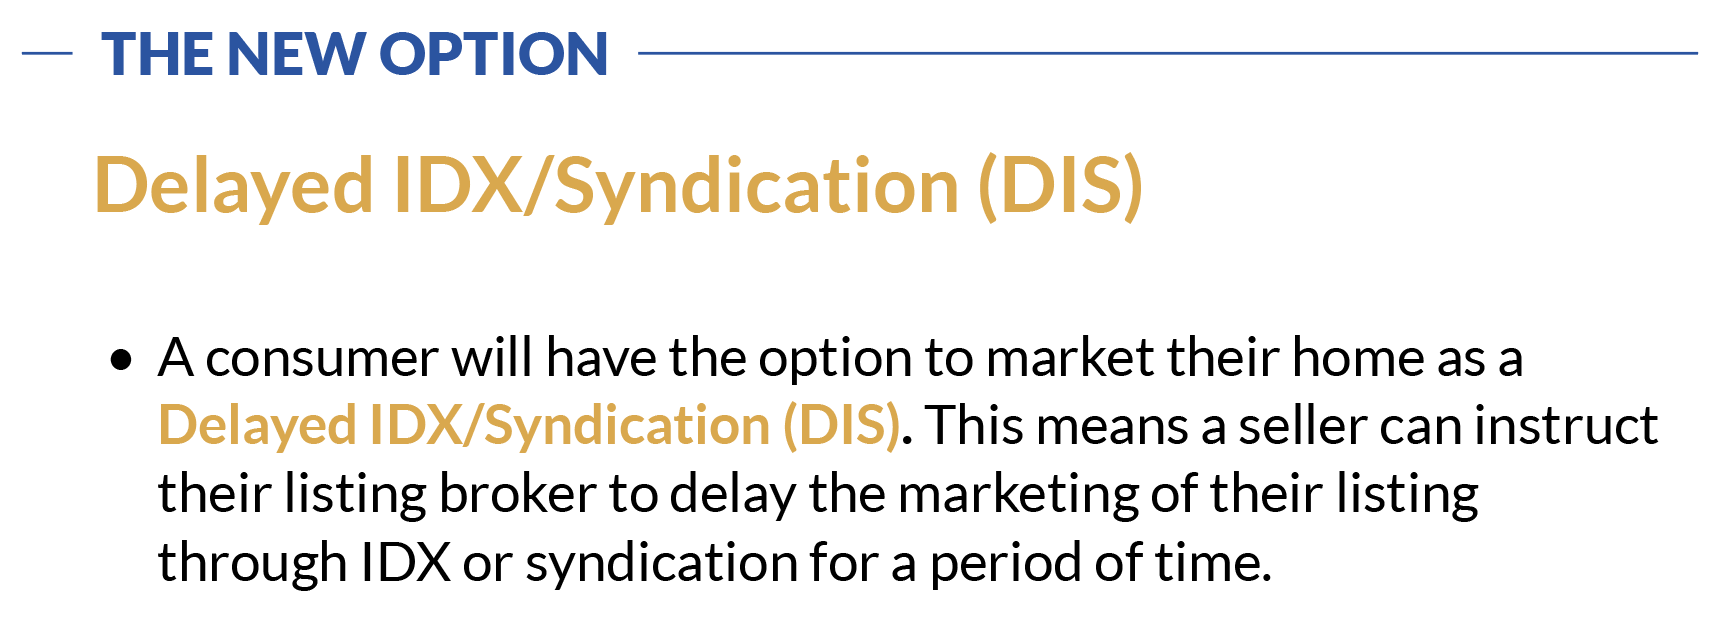 THE NEW OPTION
Delayed IDX/Syndication (DIS)
• A consumer will have the option to market their home as a
Delayed IDX/Syndication (DIS). This means a seller can instruct
their listing broker to delay the marketing of their listing
through IDX or syndication for a period of time.